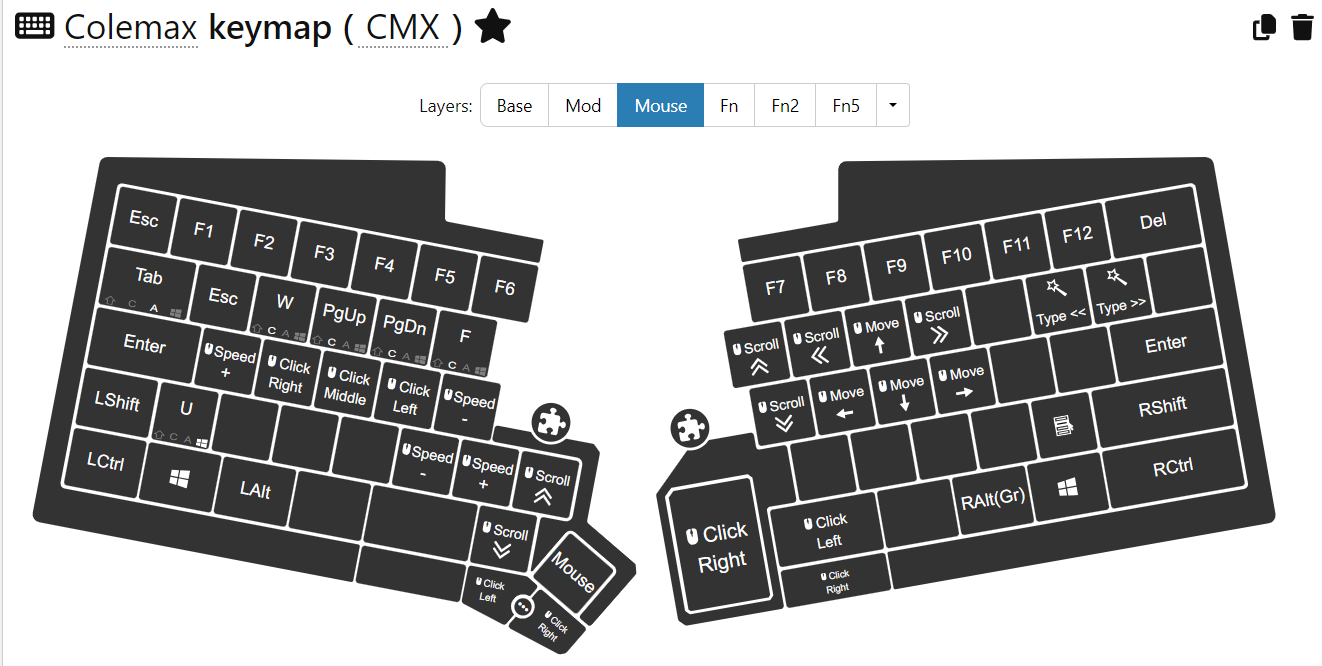 Colemax keymap ( CMX )
Layers: Base Mod Mouse Fn Fn2 Fn5
Esc F1 F2 F3 F4 F5 F6
Tab Esc W PgUp PgDn F
C A
C A
C A
C A
C A
Enter Speed + Click Right Click Middle Click Left Speed -
LShift U Speed - Speed + Scroll
C A
LCtrl LAlt Scroll Mouse
Click Left
Click Right
F7 F8 F9 F10 F11 F12 Del
Scroll Scroll Move Scroll Type << Type >>
Scroll Move Move Move Enter
RShift
Click Right Click Left RAlt(Gr) RCtrl
Click Right